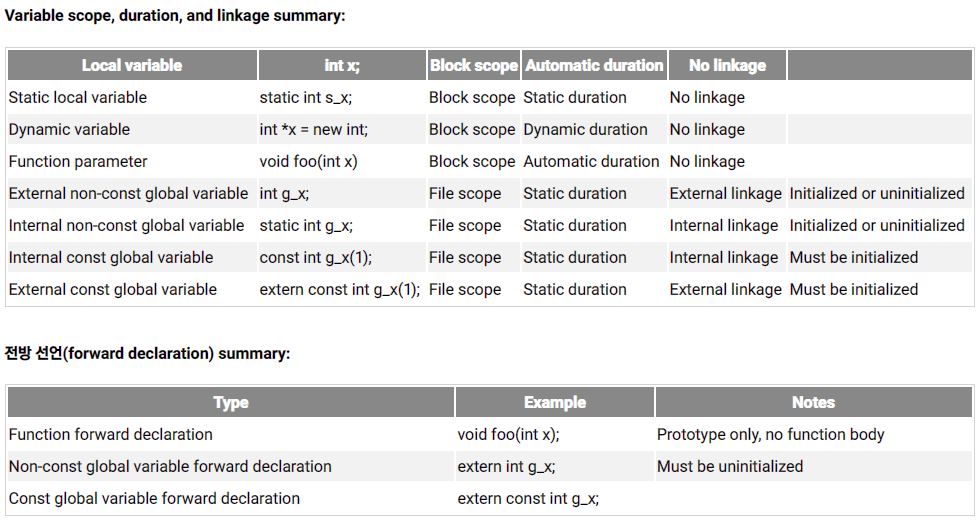 Variable scope, duration, and linkage summary:
Local variable int x; Block scope Automatic duration No linkage
Static local variable static int s_x; Block scope Static duration No linkage
Dynamic variable int *x = new int; Block scope Dynamic duration No linkage
Function parameter void foo(int x) Block scope Automatic duration No linkage
External non-const global variable int g_x; File scope Static duration External linkage Initialized or uninitialized
Internal non-const global variable static int g_x; File scope Static duration Internal linkage Initialized or uninitialized
Internal const global variable const int g_x(1); File scope Static duration Internal linkage Must be initialized
External const global variable extern const int g_x(1); File scope Static duration External linkage Must be initialized
전방 선언(forward declaration) summary:
Type Example Notes
Function forward declaration void foo(int x); Prototype only, no function body
Non-const global variable forward declaration extern int g_x; Must be uninitialized
Const global variable forward declaration extern const int g_x;